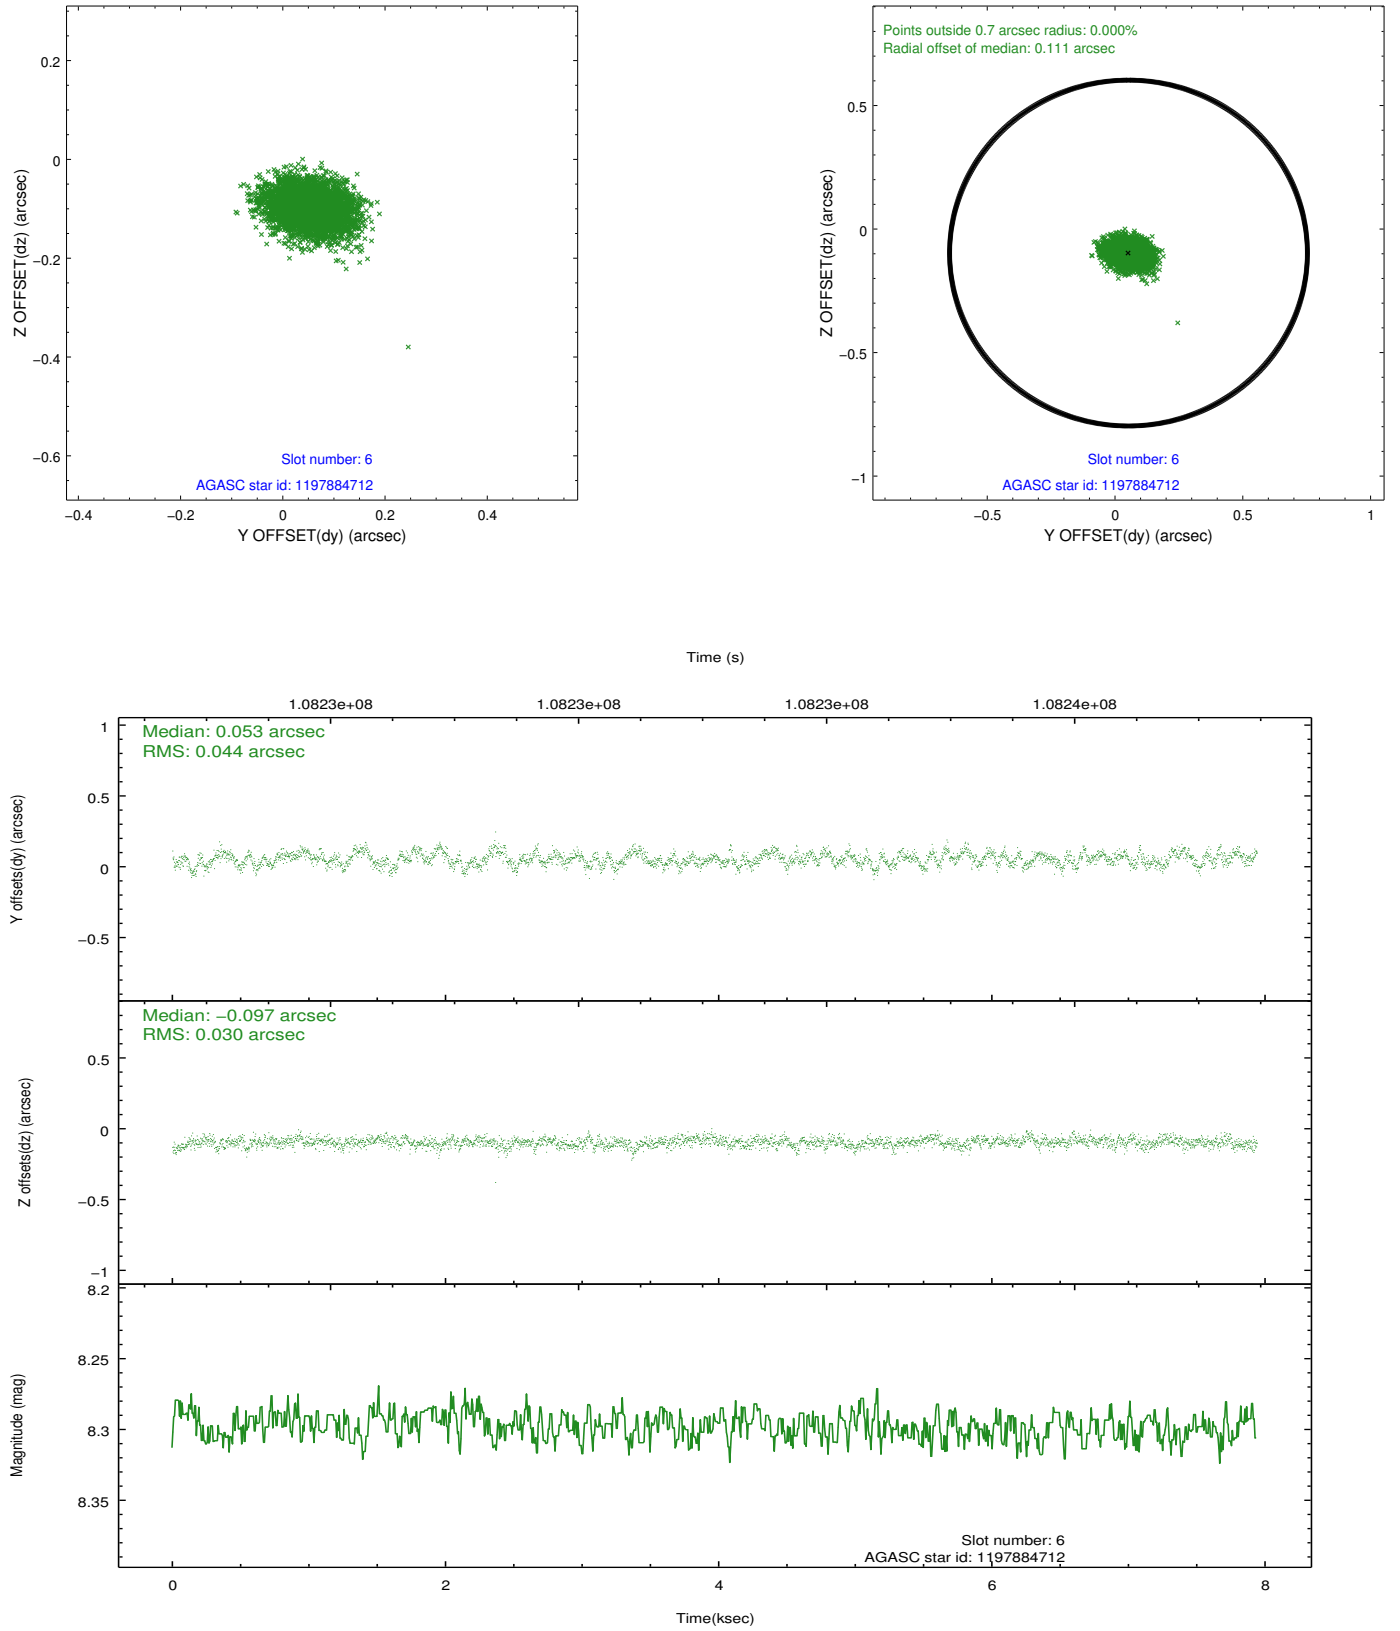 0.2
0
−0.2
−0.4
−0.6
Z OFFSET(dz) (arcsec)
Slot number: 6
AGASC star id: 1197884712
−0.4 −0.2 0 0.2 0.4
Y OFFSET(dy) (arcsec)
Points outside 0.7 arcsec radius: 0.000%
Radial offset of median: 0.111 arcsec
0.5
0
−0.5
−1
Z OFFSET(dz) (arcsec)
Slot number: 6
AGASC star id: 1197884712
−0.5 0 0.5 1
Y OFFSET(dy) (arcsec)
Time (s)
1.0823e+08 1.0823e+08 1.0823e+08 1.0824e+08
Median: 0.053 arcsec
RMS: 0.044 arcsec
1
0.5
0
−0.5
Y offsets(dy) (arcsec)
Median: −0.097 arcsec
RMS: 0.030 arcsec
0.5
0
−0.5
−1
Z offsets(dz) (arcsec)
8.2
8.25
8.3
8.35
Magnitude (mag)
Slot number: 6
AGASC star id: 1197884712
0 2 4 6 8
Time(ksec)